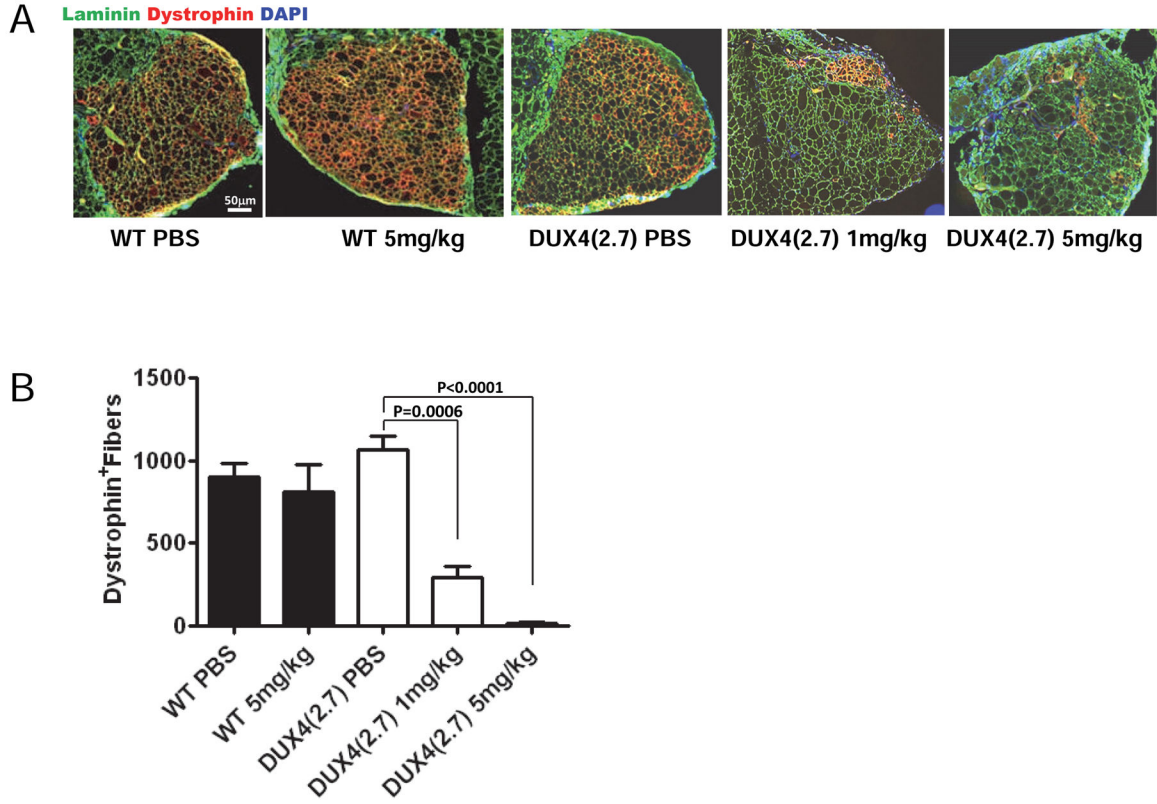 A
Laminin Dystrophin DAPI
50μm
WT PBS
WT 5mg/kg
DUX4(2.7) PBS
DUX4(2.7) 1mg/kg
DUX4(2.7) 5mg/kg
B
Dystrophin+Fibers
1500
1000
500
0
P<0.0001
P=0.0006
WT PBS
WT 5mg/kg
DUX4(2.7) PBS
DUX4(2.7) 1mg/kg
DUX4(2.7) 5mg/kg